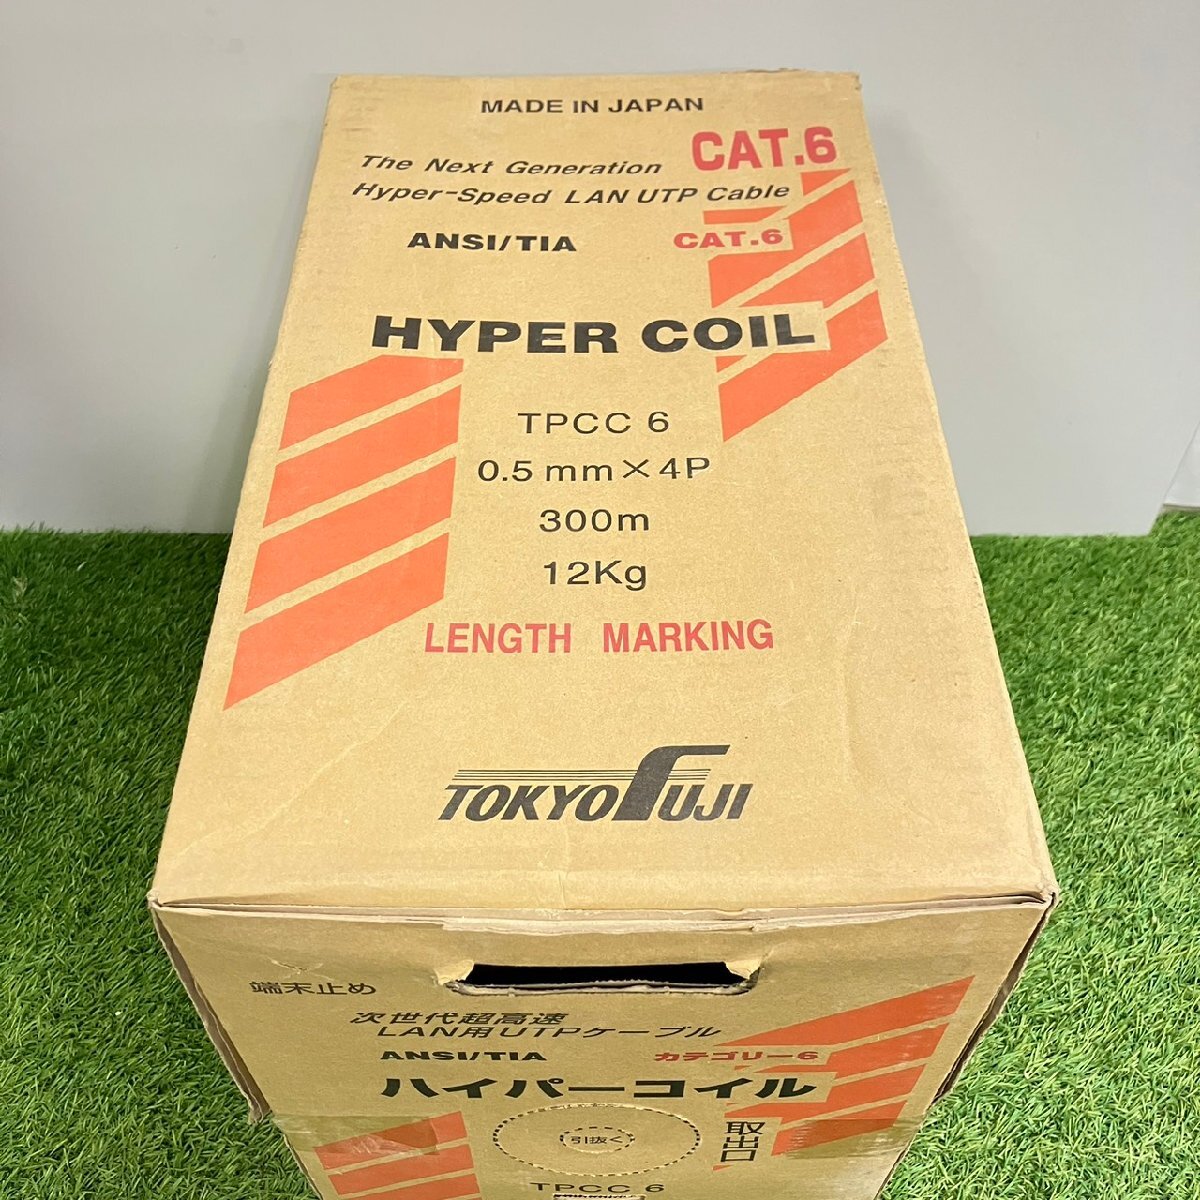 MADE IN JAPAN
CAT.6
The Next Generation
Hyper-Speed LAN UTP Cable
ANSI/TIA CAT.6
HYPER COIL
TPCC 6
0.5mm×4P
300m
12Kg
LENGTH MARKING
TOKYO FUJI
端末止め
次世代超高速
LAN用UTPケーブル
ANSI/TIA カテゴリー6
ハイパーコイル
引抜く
取出口
TPCC 6